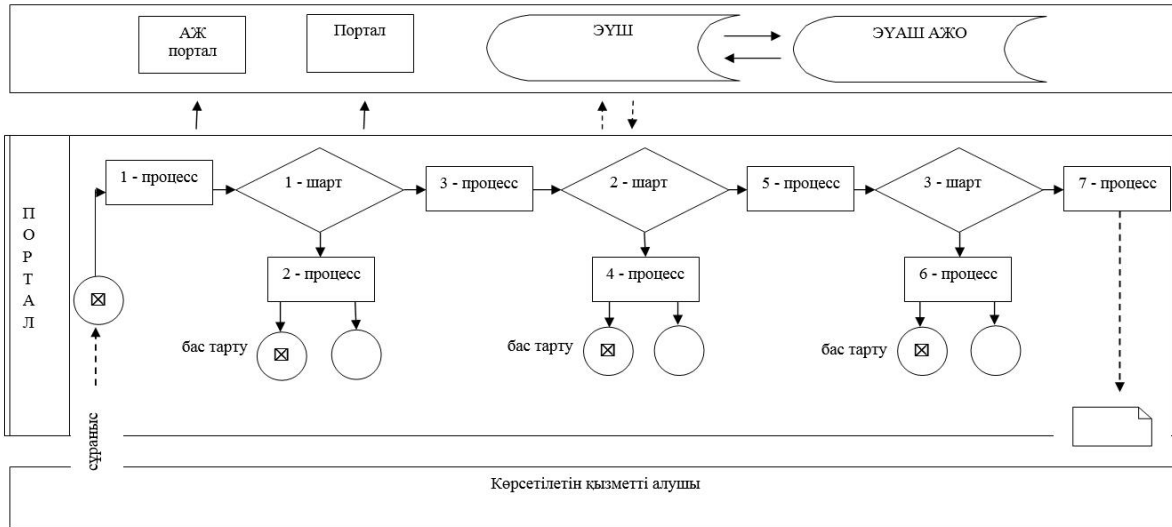 АЖ
портал
Портал
ЭҮШ
ЭҮАШ АЖО
ПОРТАЛ
1 - процесс
1 - шарт
3 - процесс
2 - шарт
5 - процесс
3 - шарт
7 - процесс
2 - процесс
4 - процесс
6 - процесс
бас тарту
бас тарту
бас тарту
сұраныс
Көрсетілетін қызметті алушы